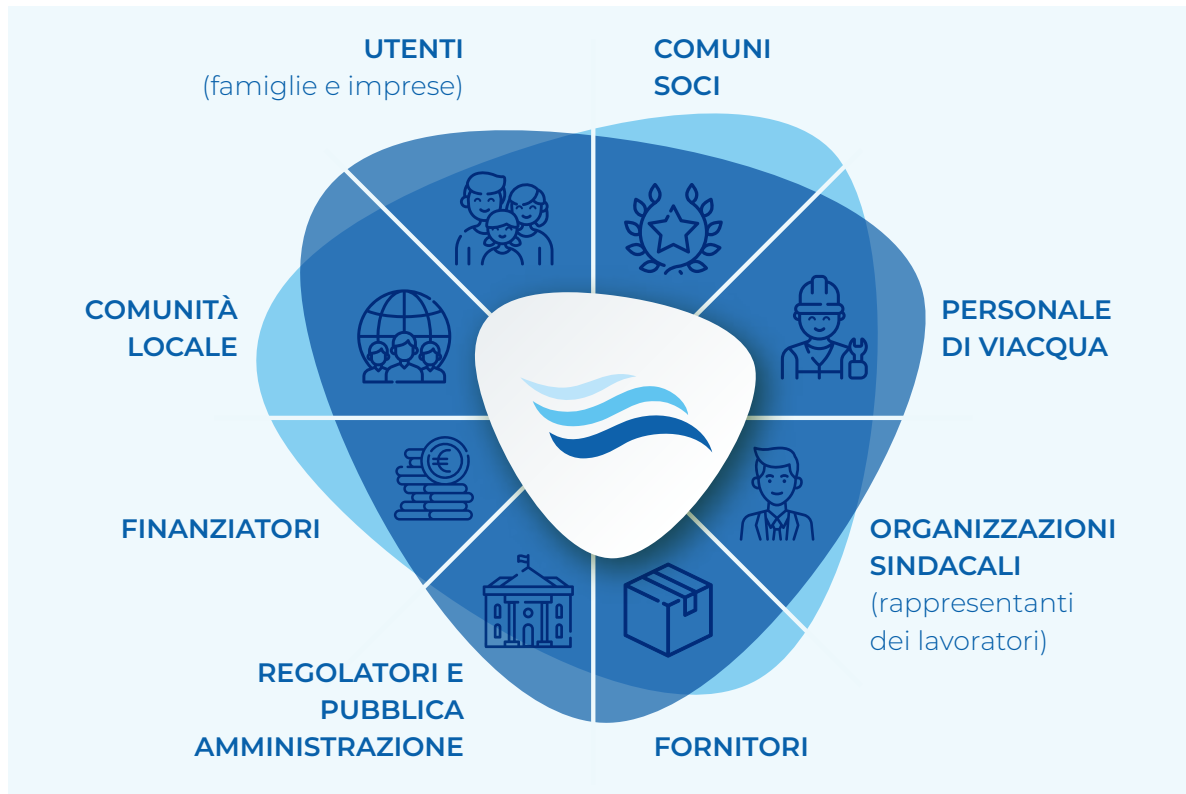 UTENTI
(famiglie e imprese)
COMUNI
SOCI
COMUNITÀ
LOCALE
PERSONALE
DI VIACQUA
FINANZIATORI
ORGANIZZAZIONI
SINDACALI
(rappresentanti
dei lavoratori)
REGOLATORI E
PUBBLICA
AMMINISTRAZIONE
FORNITORI